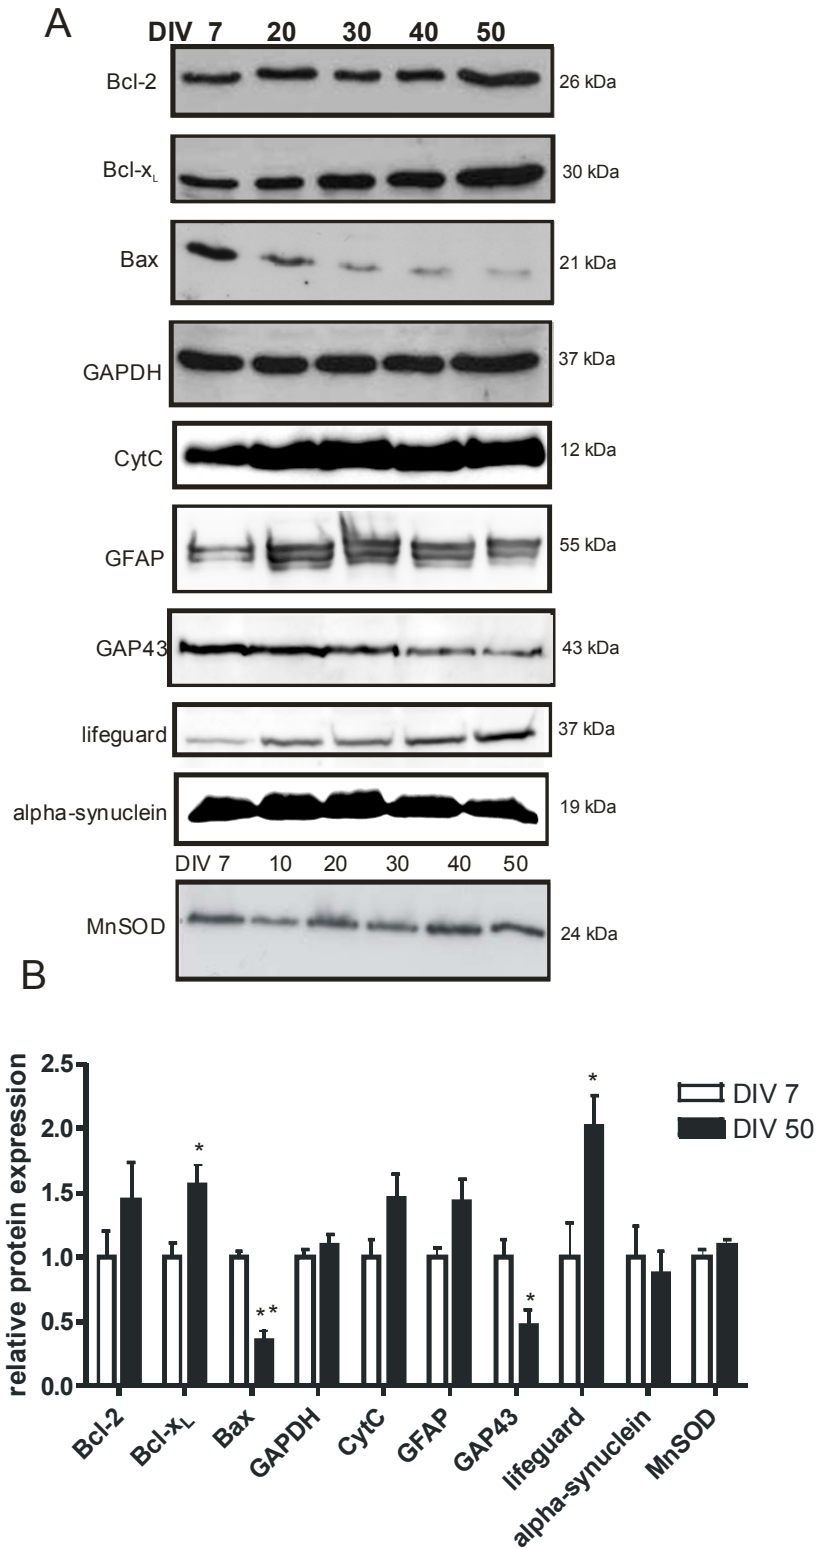 A
DIV 7 20 30 40 50
Bcl-2 26 kDa
Bcl-xL 30 kDa
Bax 21 kDa
GAPDH 37 kDa
CytC 12 kDa
GFAP 55 kDa
GAP43 43 kDa
lifeguard 37 kDa
alpha-synuclein 19 kDa
DIV 7 10 20 30 40 50
MnSOD 24 kDa
B
relative protein expression
2.5
2.0
1.5
1.0
0.5
0.0
* ** * *
DIV 7
DIV 50
Bcl-2 Bcl-xL Bax GAPDH CytC GFAP GAP43 lifeguard alpha-synuclein MnSOD